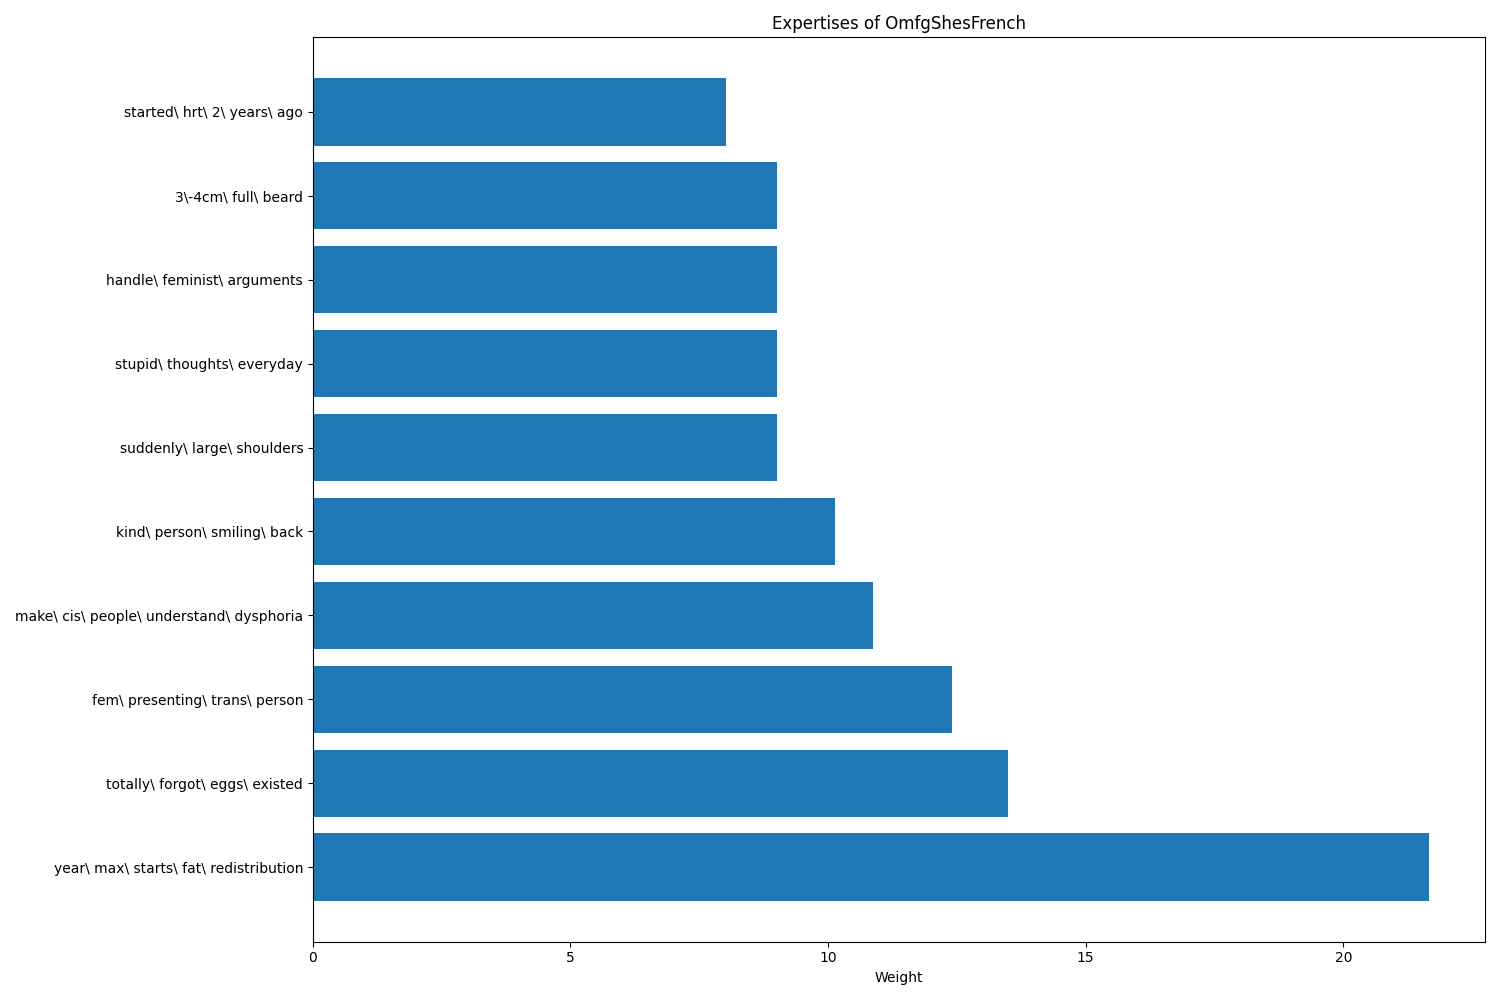 Expertises of OmfgShesFrench
started\ hrt\ 2\ years\ ago
3\-4cm\ full\ beard
handle\ feminist\ arguments
stupid\ thoughts\ everyday
suddenly\ large\ shoulders
kind\ person\ smiling\ back
make\ cis\ people\ understand\ dysphoria
fem\ presenting\ trans\ person
totally\ forgot\ eggs\ existed
year\ max\ starts\ fat\ redistribution
0 5 10 15 20
Weight